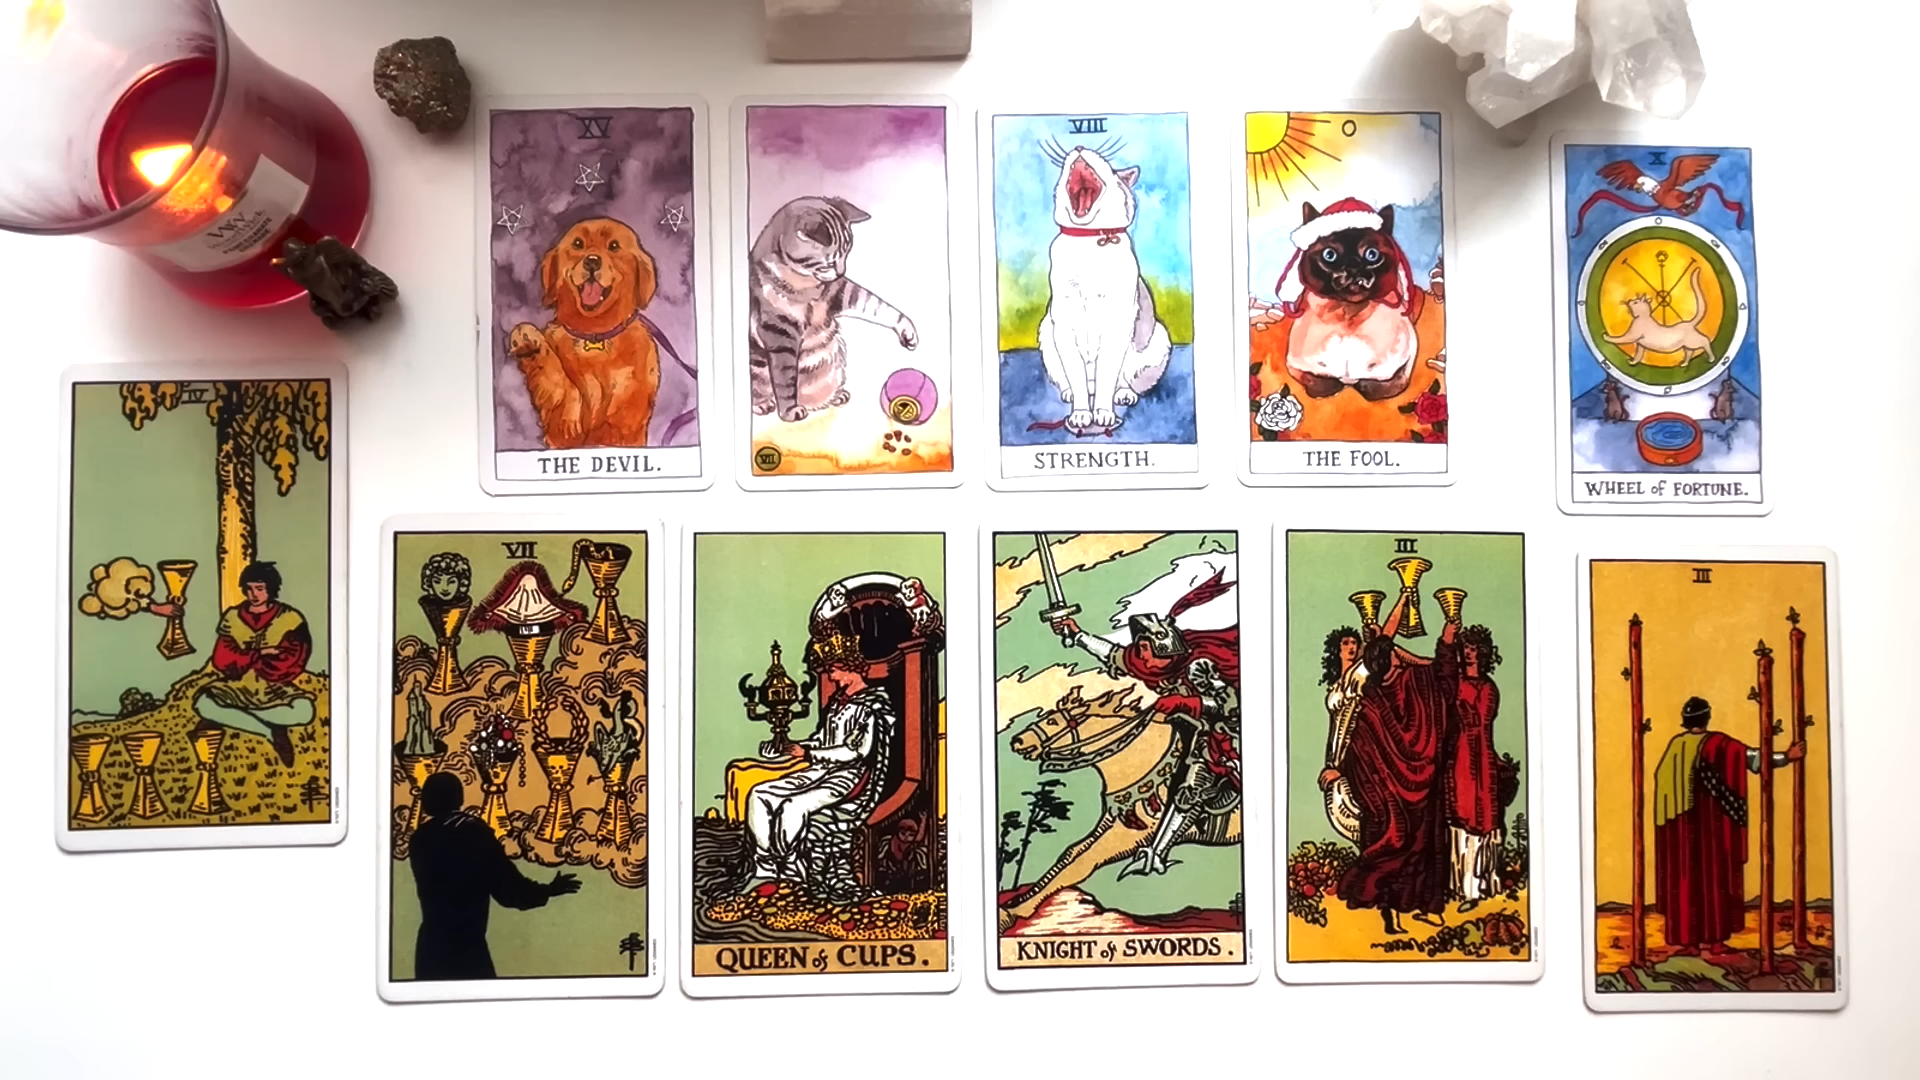 XV
THE DEVIL.
VII
VIII
STRENGTH.
O
THE FOOL.
X
WHEEL of FORTUNE.
IV
VII
QUEEN of CUPS.
KNIGHT of SWORDS.
III
III
WW